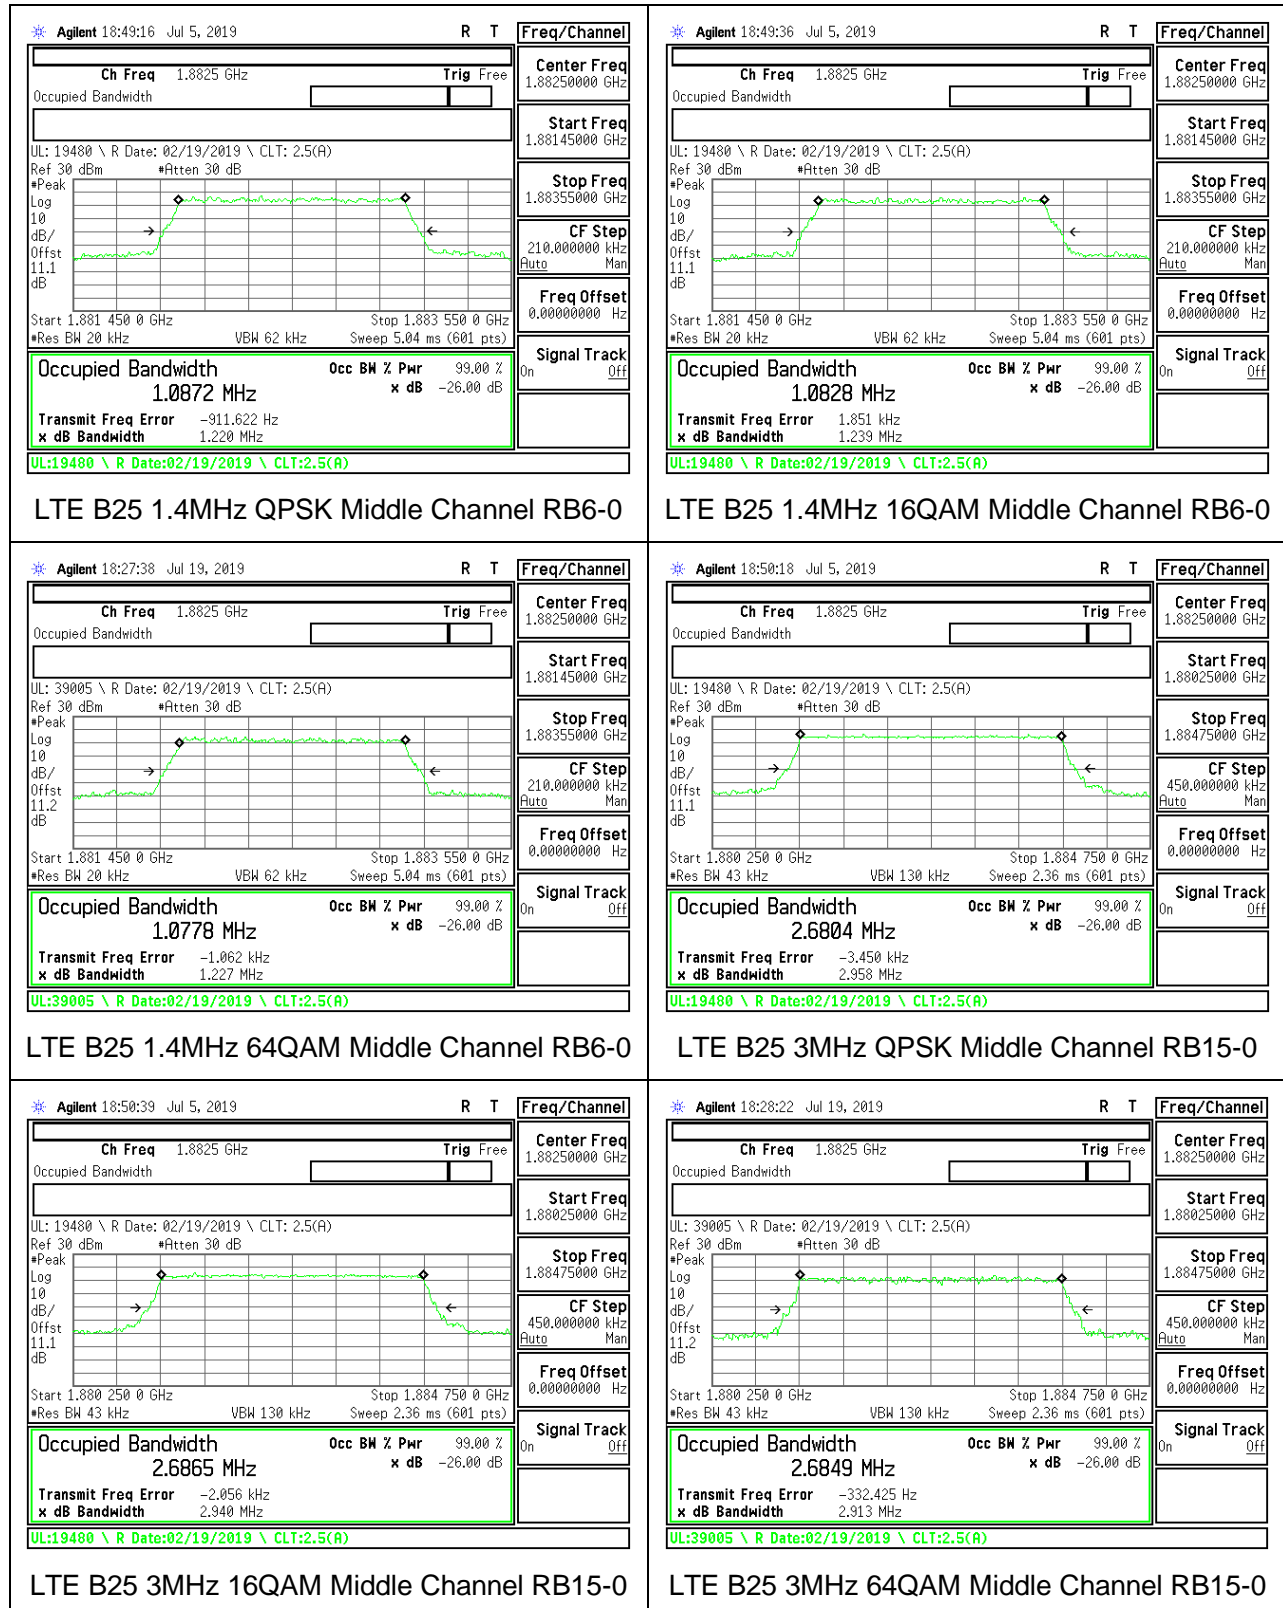 Agilent 18:49:16 Jul 5, 2019 R T Freq/Channel
Ch Freq 1.8825 GHz Trig Free
Occupied Bandwidth
Center Freq
1.88250000 GHz
Start Freq
1.88145000 GHz
Stop Freq
1.88355000 GHz
CF Step
210.000000 kHz
Auto Man
Freq Offset
0.00000000 Hz
Signal Track
On Off
UL: 19480 \ R Date: 02/19/2019 \ CLT: 2.5(A)
Ref 30 dBm #Atten 30 dB
#Peak
Log
10
dB/
Offst
11.1
dB
Start 1.881 450 0 GHz Stop 1.883 550 0 GHz
#Res BW 20 kHz VBW 62 kHz Sweep 5.04 ms (601 pts)
Occupied Bandwidth Occ BW % Pwr 99.00 %
1.0872 MHz x dB -26.00 dB
Transmit Freq Error -911.622 Hz
x dB Bandwidth 1.220 MHz
UL:19480 \ R Date:02/19/2019 \ CLT:2.5(A)
LTE B25 1.4MHz QPSK Middle Channel RB6-0
Agilent 18:49:36 Jul 5, 2019 R T Freq/Channel
Ch Freq 1.8825 GHz Trig Free
Occupied Bandwidth
Center Freq
1.88250000 GHz
Start Freq
1.88145000 GHz
Stop Freq
1.88355000 GHz
CF Step
210.000000 kHz
Auto Man
Freq Offset
0.00000000 Hz
Signal Track
On Off
UL: 19480 \ R Date: 02/19/2019 \ CLT: 2.5(A)
Ref 30 dBm #Atten 30 dB
#Peak
Log
10
dB/
Offst
11.1
dB
Start 1.881 450 0 GHz Stop 1.883 550 0 GHz
#Res BW 20 kHz VBW 62 kHz Sweep 5.04 ms (601 pts)
Occupied Bandwidth Occ BW % Pwr 99.00 %
1.0828 MHz x dB -26.00 dB
Transmit Freq Error 1.851 kHz
x dB Bandwidth 1.239 MHz
UL:19480 \ R Date:02/19/2019 \ CLT:2.5(A)
LTE B25 1.4MHz 16QAM Middle Channel RB6-0
Agilent 18:27:38 Jul 19, 2019 R T Freq/Channel
Ch Freq 1.8825 GHz Trig Free
Occupied Bandwidth
Center Freq
1.88250000 GHz
Start Freq
1.88145000 GHz
Stop Freq
1.88355000 GHz
CF Step
210.000000 kHz
Auto Man
Freq Offset
0.00000000 Hz
Signal Track
On Off
UL: 39005 \ R Date: 02/19/2019 \ CLT: 2.5(A)
Ref 30 dBm #Atten 30 dB
#Peak
Log
10
dB/
Offst
11.2
dB
Start 1.881 450 0 GHz Stop 1.883 550 0 GHz
#Res BW 20 kHz VBW 62 kHz Sweep 5.04 ms (601 pts)
Occupied Bandwidth Occ BW % Pwr 99.00 %
1.0778 MHz x dB -26.00 dB
Transmit Freq Error -1.062 kHz
x dB Bandwidth 1.227 MHz
UL:39005 \ R Date:02/19/2019 \ CLT:2.5(A)
LTE B25 1.4MHz 64QAM Middle Channel RB6-0
Agilent 18:50:18 Jul 5, 2019 R T Freq/Channel
Ch Freq 1.8825 GHz Trig Free
Occupied Bandwidth
Center Freq
1.88250000 GHz
Start Freq
1.88025000 GHz
Stop Freq
1.88475000 GHz
CF Step
450.000000 kHz
Auto Man
Freq Offset
0.00000000 Hz
Signal Track
On Off
UL: 19480 \ R Date: 02/19/2019 \ CLT: 2.5(A)
Ref 30 dBm #Atten 30 dB
#Peak
Log
10
dB/
Offst
11.1
dB
Start 1.880 250 0 GHz Stop 1.884 750 0 GHz
#Res BW 43 kHz VBW 130 kHz Sweep 2.36 ms (601 pts)
Occupied Bandwidth Occ BW % Pwr 99.00 %
2.6804 MHz x dB -26.00 dB
Transmit Freq Error -3.450 kHz
x dB Bandwidth 2.958 MHz
UL:19480 \ R Date:02/19/2019 \ CLT:2.5(A)
LTE B25 3MHz QPSK Middle Channel RB15-0
Agilent 18:50:39 Jul 5, 2019 R T Freq/Channel
Ch Freq 1.8825 GHz Trig Free
Occupied Bandwidth
Center Freq
1.88250000 GHz
Start Freq
1.88025000 GHz
Stop Freq
1.88475000 GHz
CF Step
450.000000 kHz
Auto Man
Freq Offset
0.00000000 Hz
Signal Track
On Off
UL: 19480 \ R Date: 02/19/2019 \ CLT: 2.5(A)
Ref 30 dBm #Atten 30 dB
#Peak
Log
10
dB/
Offst
11.1
dB
Start 1.880 250 0 GHz Stop 1.884 750 0 GHz
#Res BW 43 kHz VBW 130 kHz Sweep 2.36 ms (601 pts)
Occupied Bandwidth Occ BW % Pwr 99.00 %
2.6865 MHz x dB -26.00 dB
Transmit Freq Error -2.056 kHz
x dB Bandwidth 2.940 MHz
UL:19480 \ R Date:02/19/2019 \ CLT:2.5(A)
LTE B25 3MHz 16QAM Middle Channel RB15-0
Agilent 18:28:22 Jul 19, 2019 R T Freq/Channel
Ch Freq 1.8825 GHz Trig Free
Occupied Bandwidth
Center Freq
1.88250000 GHz
Start Freq
1.88025000 GHz
Stop Freq
1.88475000 GHz
CF Step
450.000000 kHz
Auto Man
Freq Offset
0.00000000 Hz
Signal Track
On Off
UL: 39005 \ R Date: 02/19/2019 \ CLT: 2.5(A)
Ref 30 dBm #Atten 30 dB
#Peak
Log
10
dB/
Offst
11.2
dB
Start 1.880 250 0 GHz Stop 1.884 750 0 GHz
#Res BW 43 kHz VBW 130 kHz Sweep 2.36 ms (601 pts)
Occupied Bandwidth Occ BW % Pwr 99.00 %
2.6849 MHz x dB -26.00 dB
Transmit Freq Error -332.425 Hz
x dB Bandwidth 2.913 MHz
UL:39005 \ R Date:02/19/2019 \ CLT:2.5(A)
LTE B25 3MHz 64QAM Middle Channel RB15-0